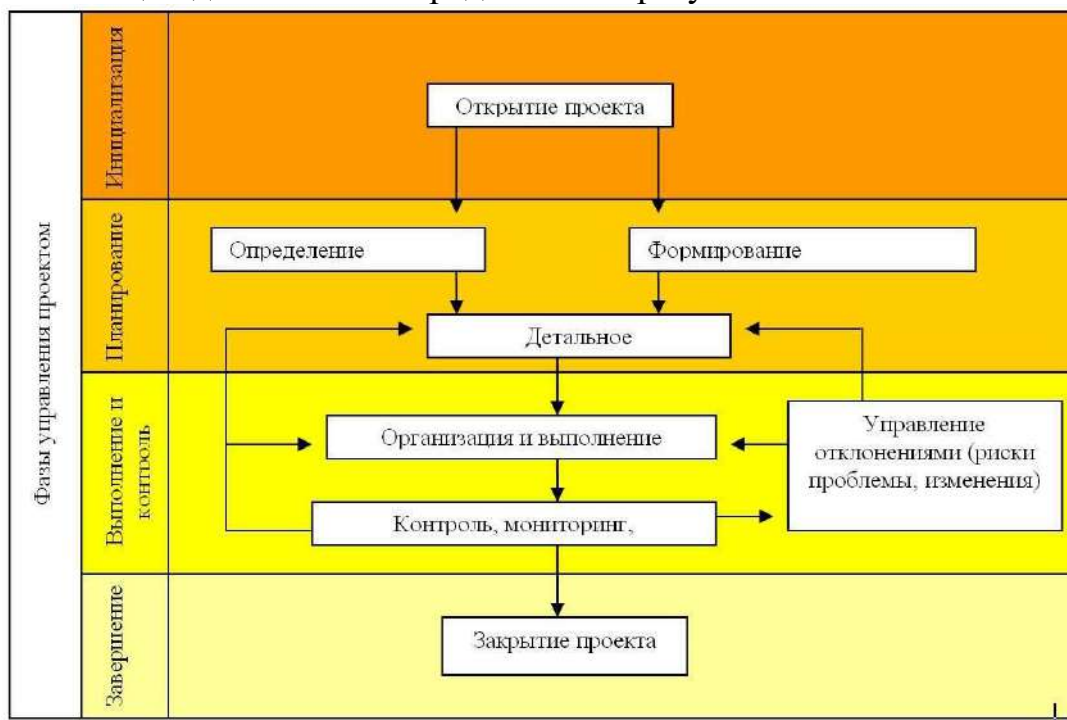 Фазы управления проектом
Инициализация
Открытие проекта
Планирование
Определение
Формирование
Детальное
Выполнение и
контроль
Организация и выполнение
Управление
отклонениями (риски
проблемы, изменения)
Контроль, мониторинг,
Завершение
Закрытие проекта